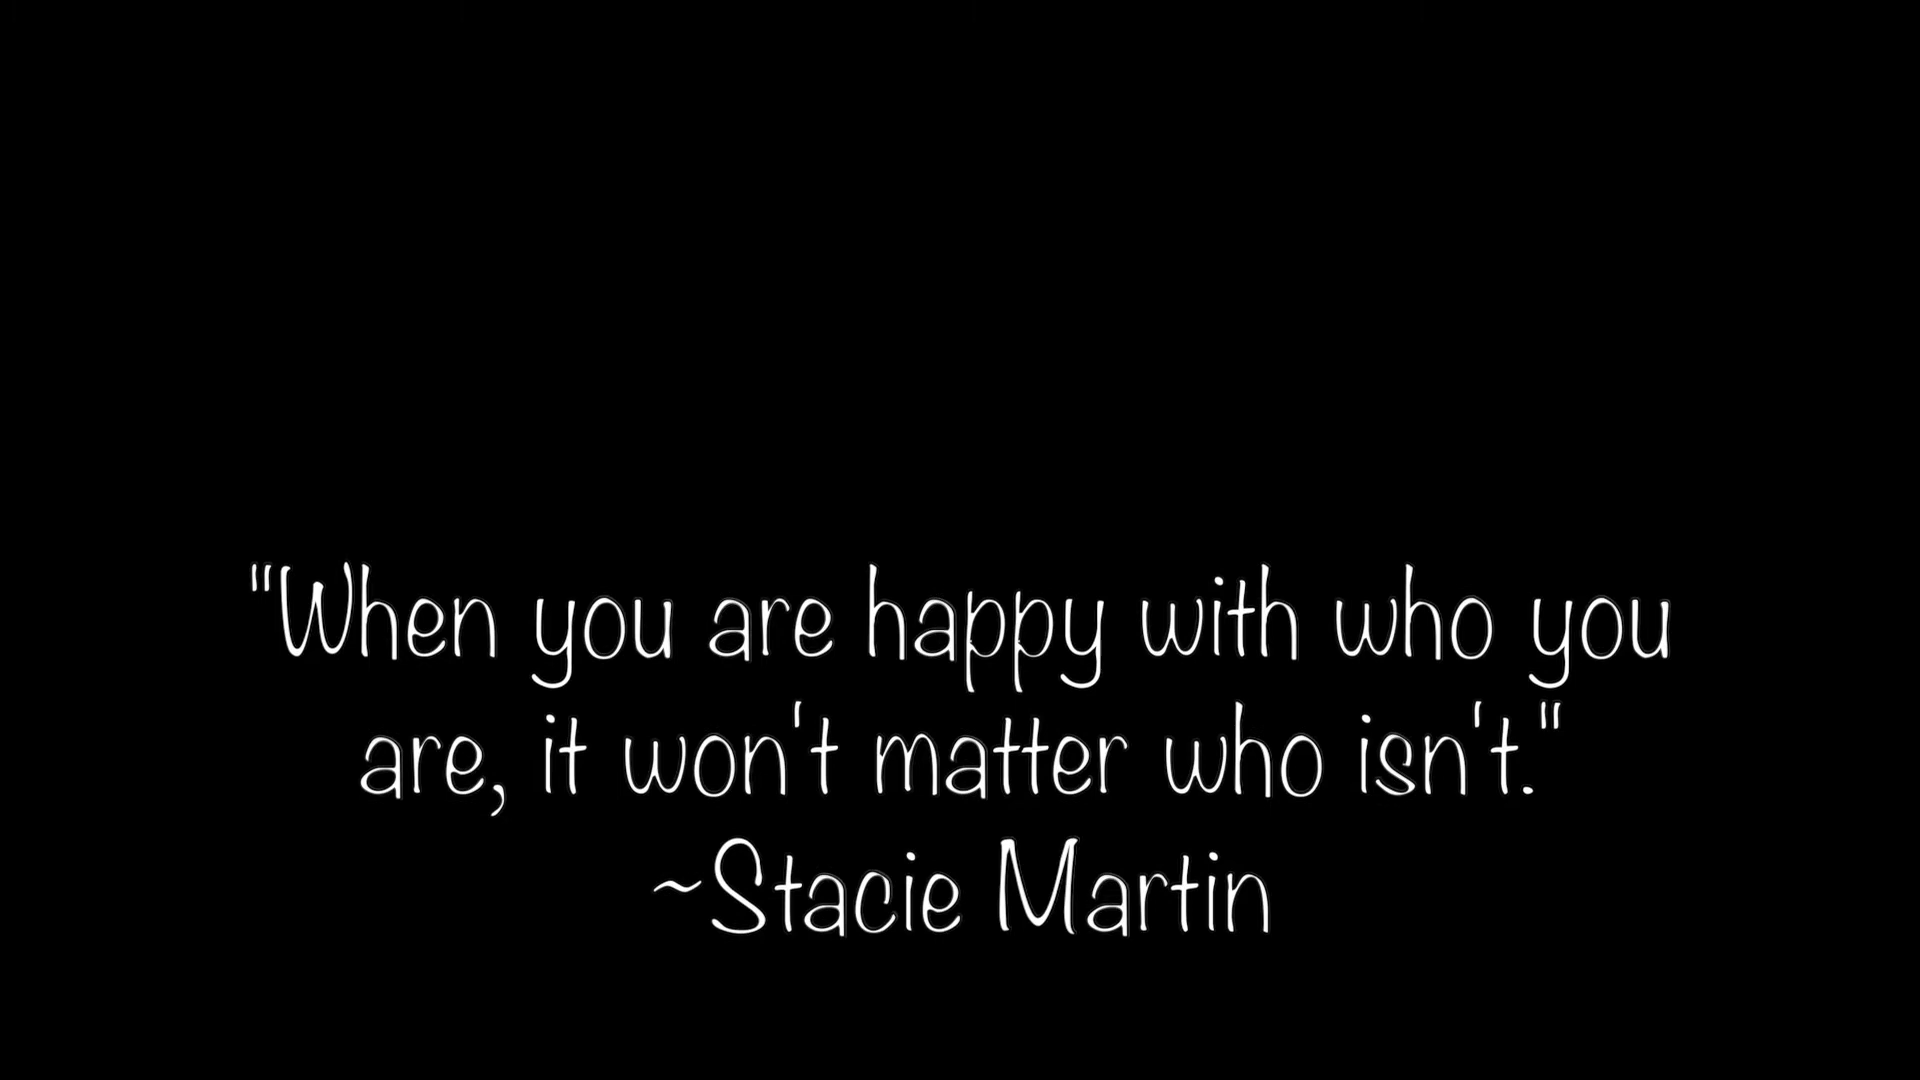 "When you are happy with who you
are, it won't matter who isn't."
~Stacie Martin